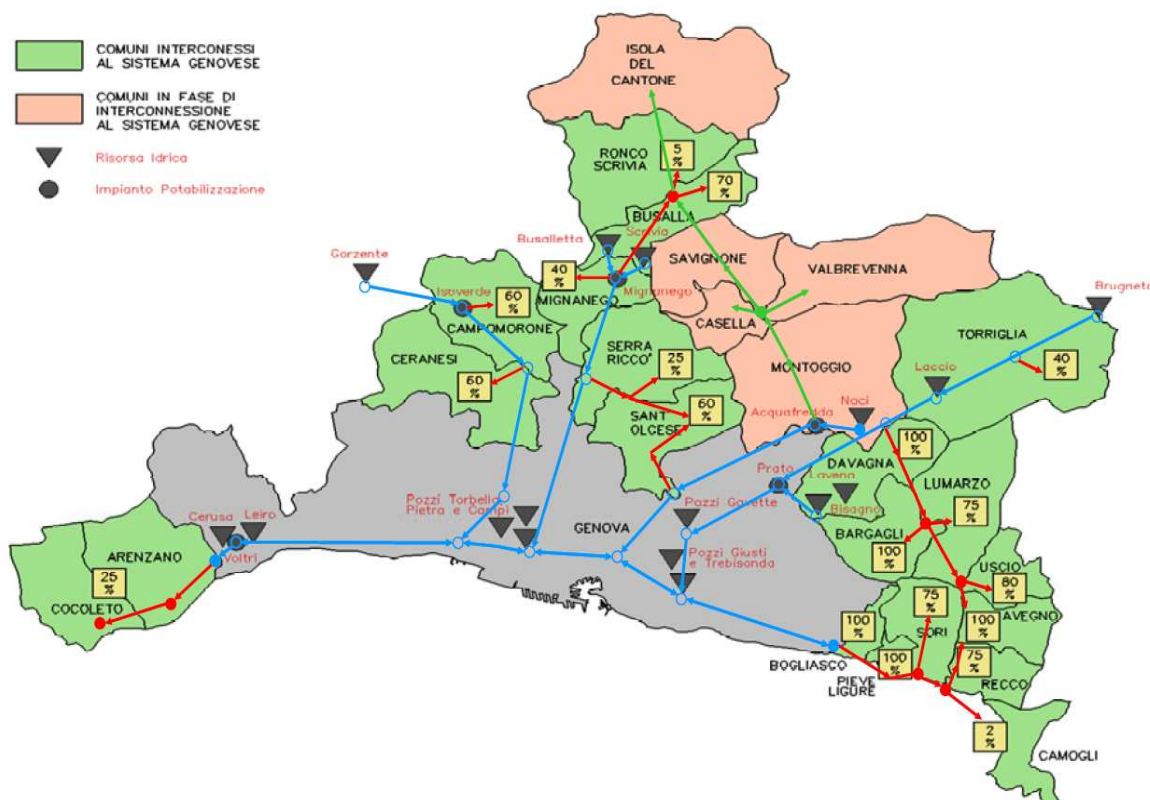 COMUNI INTERCONESSI
AL SISTEMA GENOVESE
COMUNI IN FASE DI
INTERCONNESSIONE
AL SISTEMA GENOVESE
Risorsa Idrica
Impianto Potabilizzazione
ISOLA
DEL
CANTONE
RONCO
SCRIVIA
5
%
70
%
BUSALLA
Busalletta
Scrivia
SAVIGNONE
VALBREVENNA
Gorzente
Brugneto
40
%
MIGNANEGO
Mignanego
Isoverde
60
%
CAMPOMORONE
CASELLA
TORRIGLIA
CERANESI
SERRA
RICCO'
25
%
MONTOGGIO
40
%
60
%
Laccio
SANT
OLCESE
60
%
Acquafredda
Noci
100
%
DAVAGNA
Prato
Lavena
LUMARZO
Pozzi Torbella
Pietra e Campi
Pozzi Gavette
Bisagno
75
%
Cerusa
Leiro
GENOVA
BARGAGLI
100
%
ARENZANO
Voltri
Pozzi Giusti
e Trebisonda
USCIO
80
%
25
%
COCOLETO
75
%
AVEGNO
100
%
SORI
100
%
BOGLIASCO
100
%
PIEVE
LIGURE
75
%
RECCO
2
%
CAMOGLI